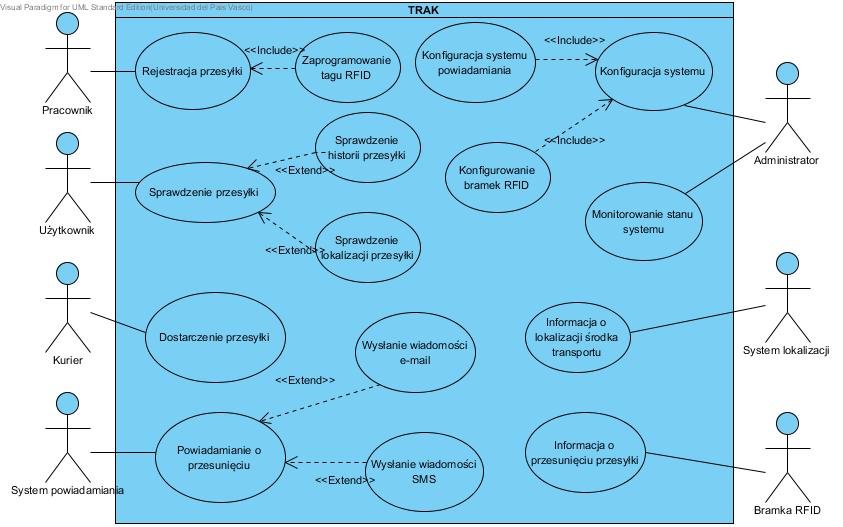 Visual Paradigm for UML Standard Edition(Universidad del Pais Vasco)
TRAK
Pracownik
Rejestracja przesyłki
<<Include>>
Zaprogramowanie
tagu RFID
Konfiguracja systemu
powiadamiania
<<Include>>
Konfiguracja systemu
Administrator
Użytkownik
Sprawdzenie przesyłki
Sprawdzenie
historii przesyłki
<<Extend>>
Konfigurowanie
bramek RFID
<<Include>>
Monitorowanie stanu
systemu
Sprawdzenie
lokalizacji przesyłki
<<Extend>>
Kurier
Dostarczenie przesyłki
Wysłanie wiadomości
e-mail
<<Extend>>
Informacja o
lokalizacji środka
transportu
System lokalizacji
System powiadamiania
Powiadamianie o
przesunięciu
Wysłanie wiadomości
SMS
<<Extend>>
Informacja o
przesunięciu przesyłki
Bramka RFID